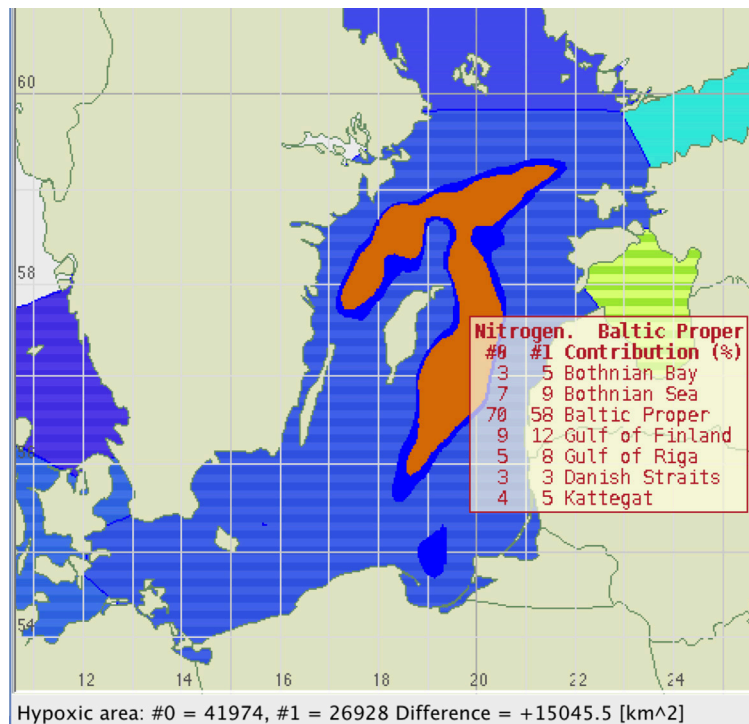 60
58
Nitrogen. Baltic Proper
#0 #1 Contribution (%)
3 5 Bothnian Bay
7 9 Bothnian Sea
70 58 Baltic Proper
9 12 Gulf of Finland
5 8 Gulf of Riga
3 3 Danish Straits
4 5 Kattegat
54
12 14 16 18 20 22 24
Hypoxic area: #0 = 41974, #1 = 26928 Difference = +15045.5 [km^2]